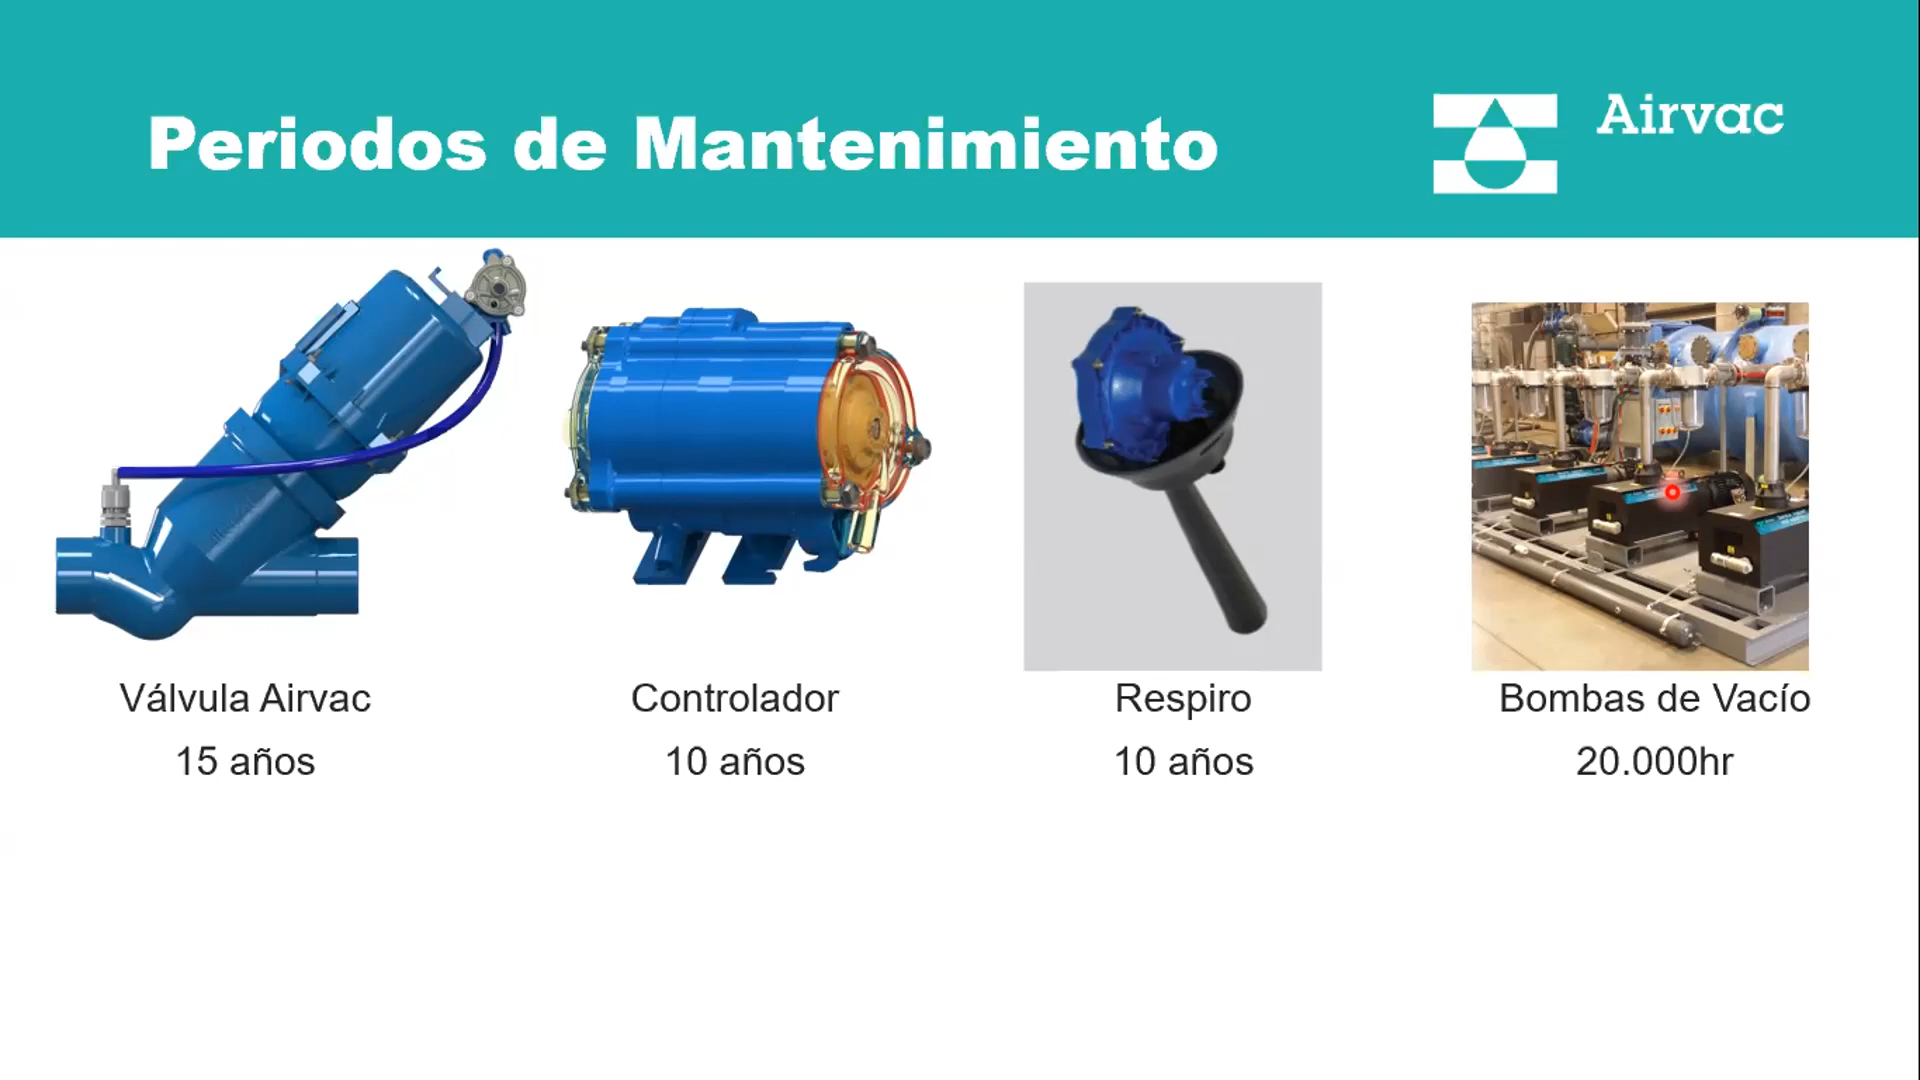 Periodos de Mantenimiento
Airvac
Válvula Airvac
15 años
Controlador
10 años
Respiro
10 años
Bombas de Vacío
20.000hr